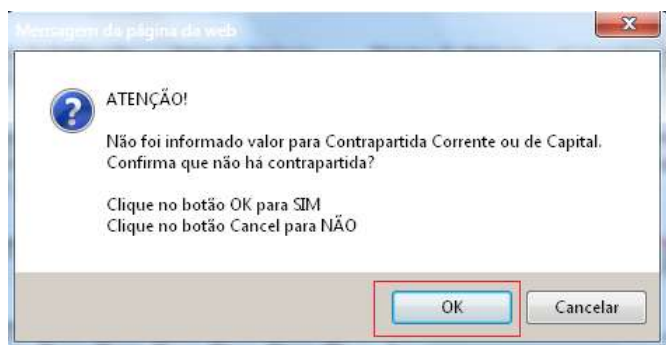 Mensagem da página da web
X
ATENÇÃO!
Não foi informado valor para Contrapartida Corrente ou de Capital.
Confirma que não há contrapartida?
Clique no botão OK para SIM
Clique no botão Cancel para NÃO
OK
Cancelar